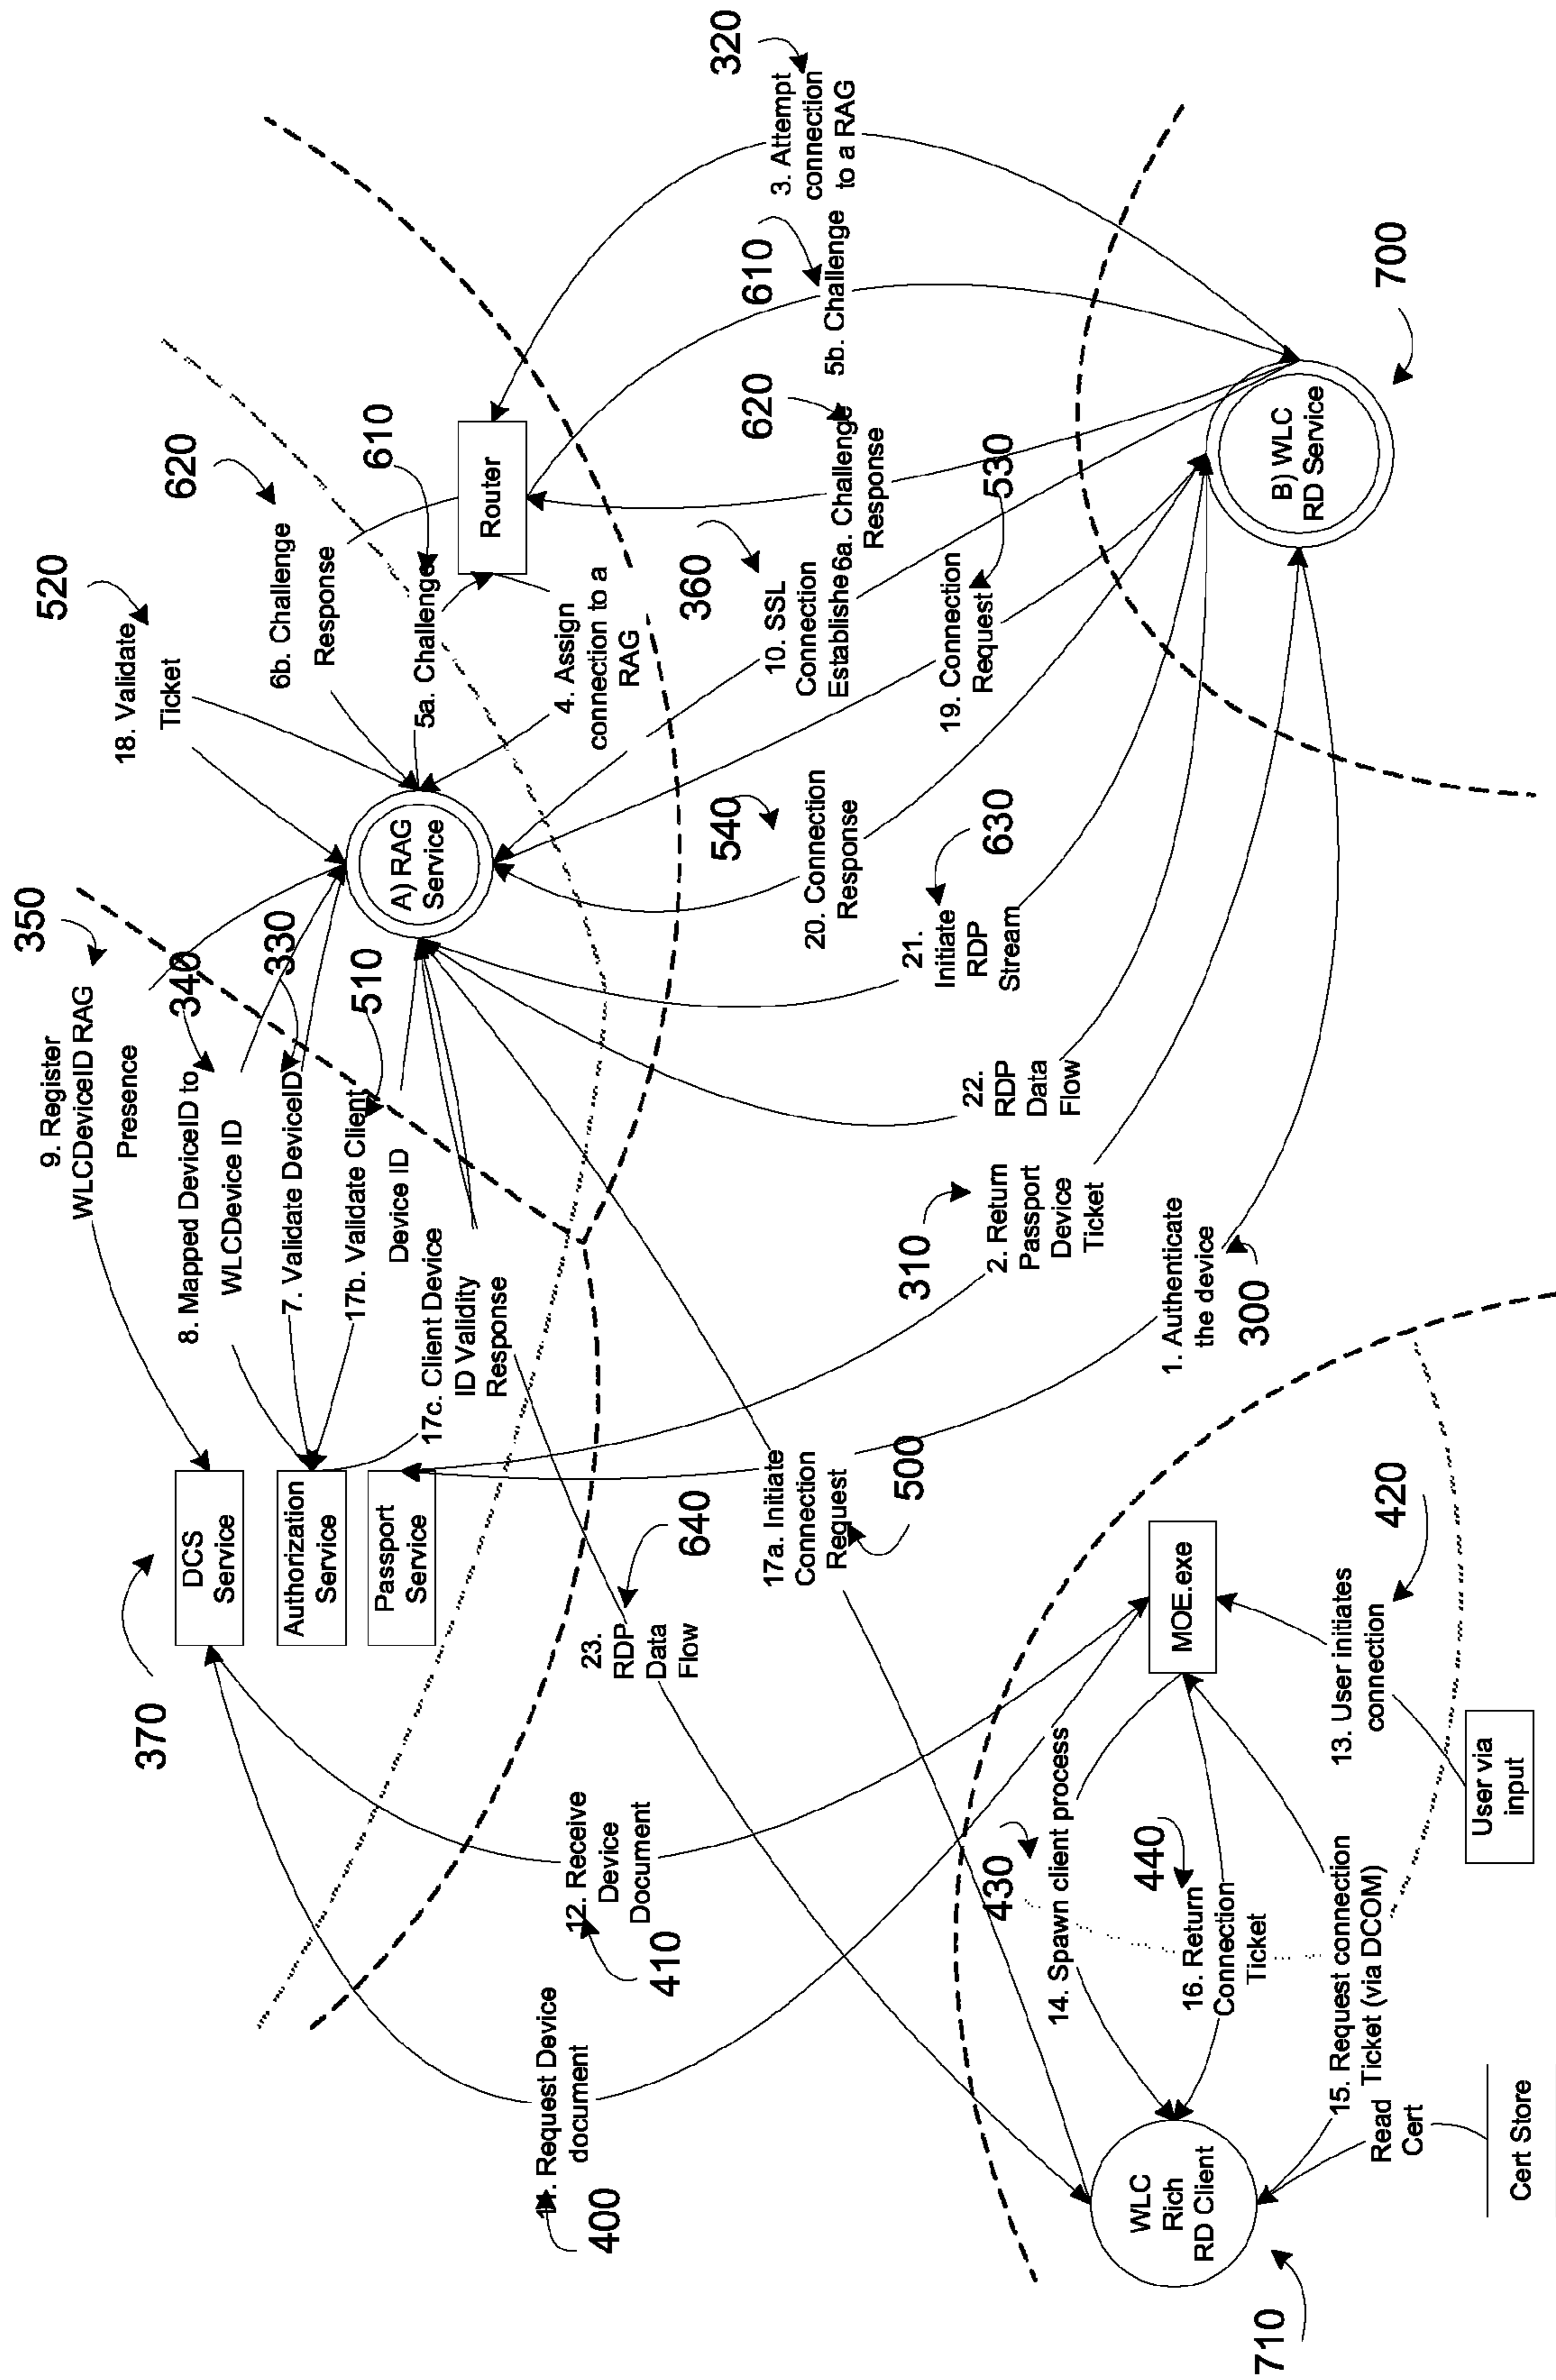 350
9. Register
WLCDeviceID RAG
Presence
520
18. Validate
Ticket
620
6b. Challenge
Response
610
5a. Challenge
Router
4. Assign
connection to a
RAG
320
3. Attempt
connection
to a RAG
370
DCS
Service
340
8. Mapped DeviceID to
WLCDevice ID
330
7. Validate DeviceID
Authorization
Service
510
17b. Validate Client
Device ID
Passport
Service
17c. Client Device
ID Validity
Response
A) RAG
Service
360
10. SSL
Connection
Establishe
620
6a. Challenge
Response
610
5b. Challenge
400
11. Request Device
document
410
12. Receive
Device
Document
23.
RDP
Data
Flow
640
17a. Initiate
Connection
Request
500
540
20. Connection
Response
530
19. Connection
Request
21.
Initiate
RDP
Stream
630
22.
RDP
Data
Flow
310
2. Return
Passport
Device
Ticket
1. Authenticate
the device
300
B) WLC
RD Service
700
430
14. Spawn client process
MOE.exe
440
16. Return
Connection
Ticket
13. User initiates
connection
420
15. Request connection
Ticket (via DCOM)
WLC
Rich
RD Client
710
Read
Cert
Cert Store
User via
input